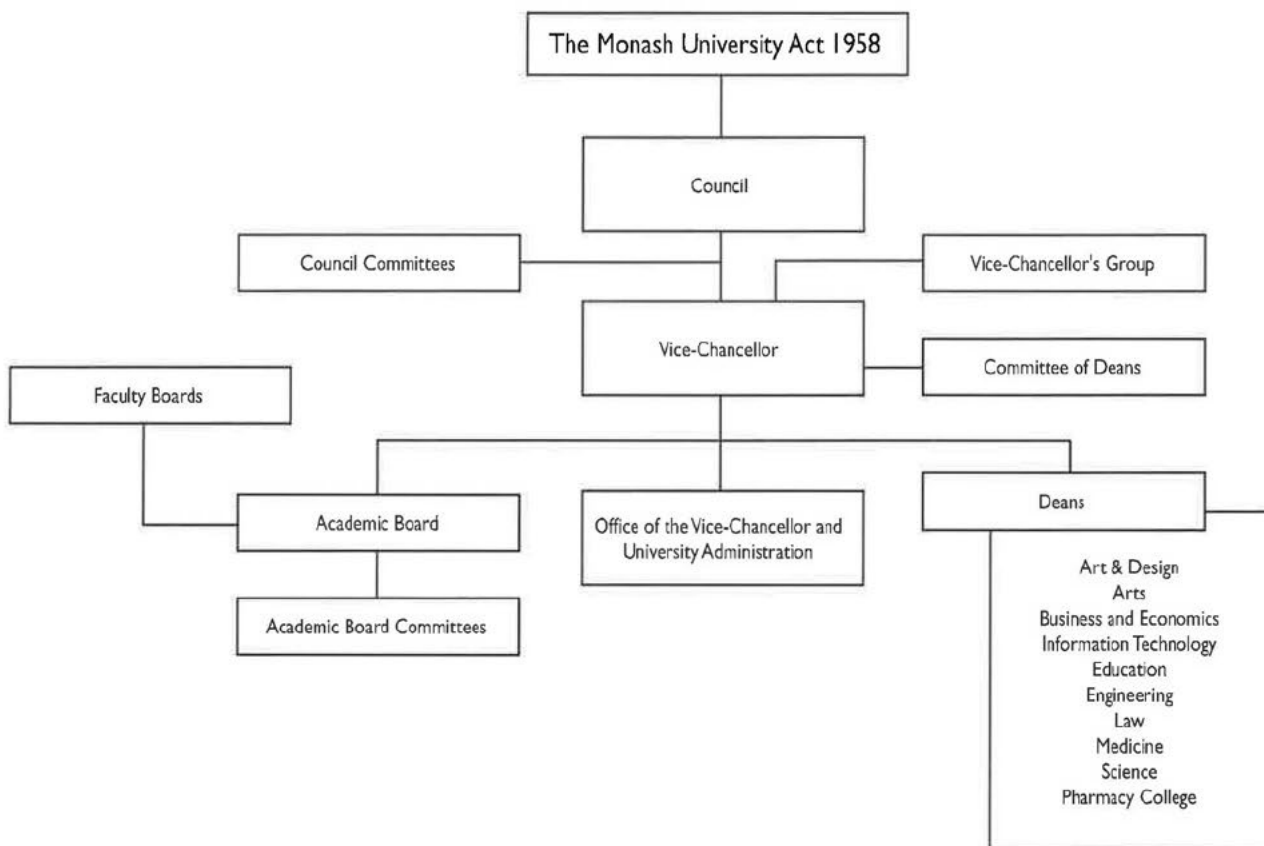 The Monash University Act 1958
Council
Council Committees
Vice-Chancellor's Group
Vice-Chancellor
Committee of Deans
Faculty Boards
Academic Board
Office of the Vice-Chancellor and
University Administration
Deans
Academic Board Committees
Art & Design
Arts
Business and Economics
Information Technology
Education
Engineering
Law
Medicine
Science
Pharmacy College